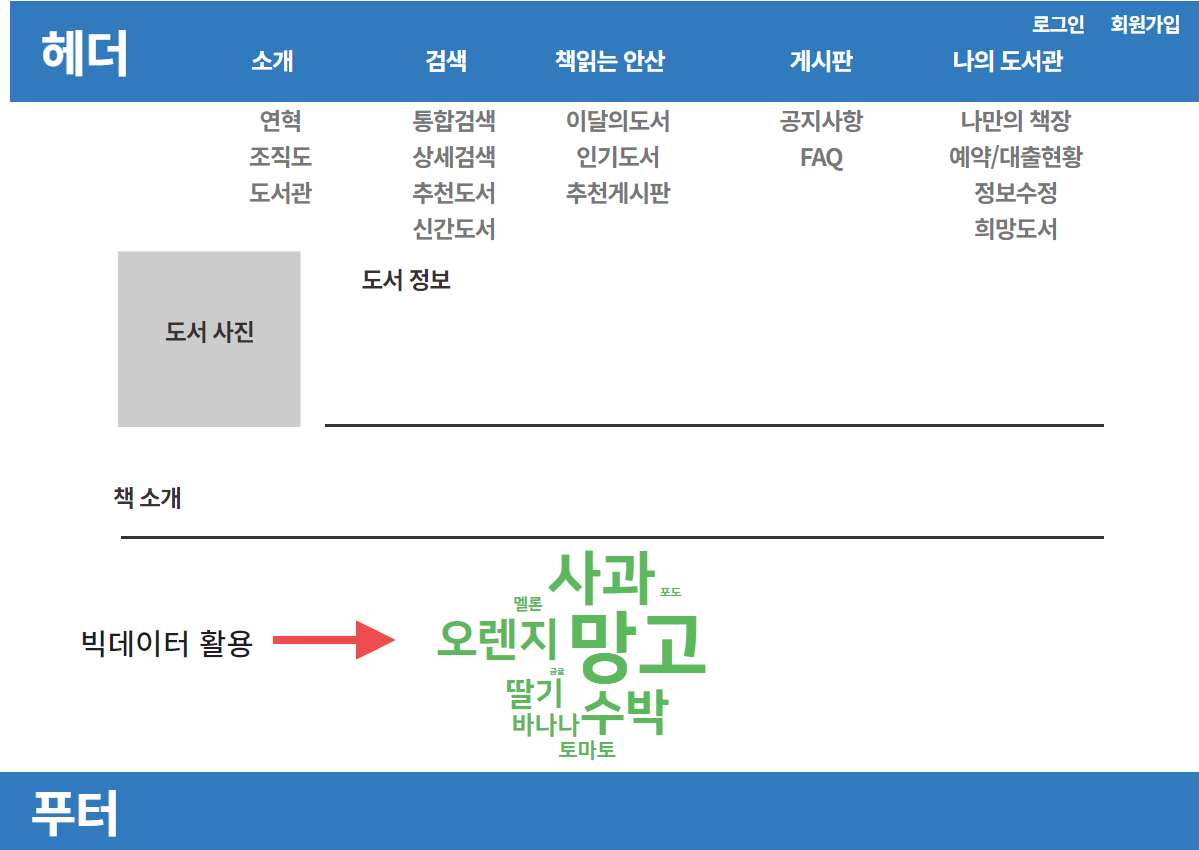 로그인 회원가입
헤더 소개 검색 책읽는 안산 게시판 나의 도서관
연혁 통합검색 이달의도서 공지사항 나만의 책장
조직도 상세검색 인기도서 FAQ 예약/대출현황
도서관 추천도서 추천게시판 정보수정
신간도서 희망도서
도서 정보
도서 사진
책 소개
사과
포도
멜론
오렌지 망고
빅데이터 활용
딸기
수박
바나나
토마토
푸터